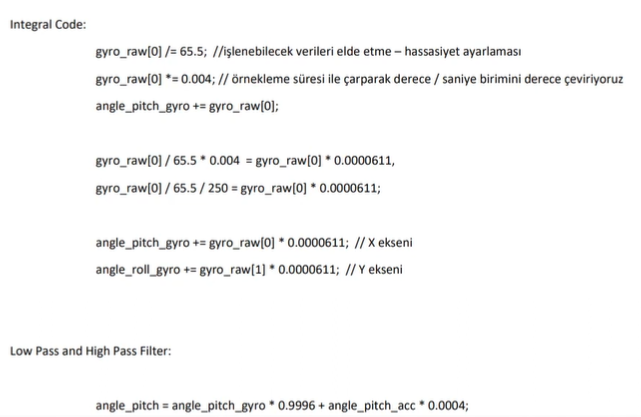 Integral Code:
gyro_raw[0] /= 65.5; //işlenebilecek verileri elde etme – hassasiyet ayarlaması
gyro_raw[0] *= 0.004; // örnekleme süresi ile çarparak derece / saniye birimini derece çeviriyoruz
angle_pitch_gyro += gyro_raw[0];
gyro_raw[0] / 65.5 * 0.004 = gyro_raw[0] * 0.0000611,
gyro_raw[0] / 65.5 / 250 = gyro_raw[0] * 0.0000611;
angle_pitch_gyro += gyro_raw[0] * 0.0000611; // X ekseni
angle_roll_gyro += gyro_raw[1] * 0.0000611; // Y ekseni
Low Pass and High Pass Filter:
angle_pitch = angle_pitch_gyro * 0.9996 + angle_pitch_acc * 0.0004;